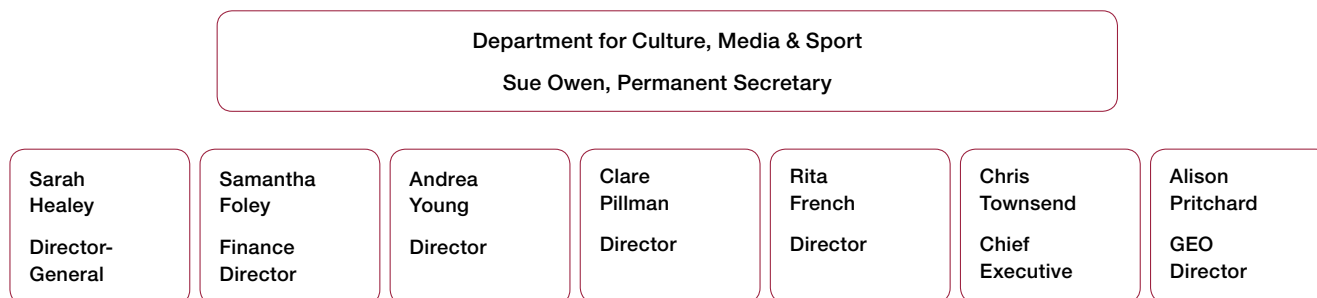 Department for Culture, Media & Sport
Sue Owen, Permanent Secretary
Sarah
Healey
Director-
General
Samantha
Foley
Finance
Director
Andrea
Young
Director
Clare
Pillman
Director
Rita
French
Director
Chris
Townsend
Chief
Executive
Alison
Pritchard
GEO
Director